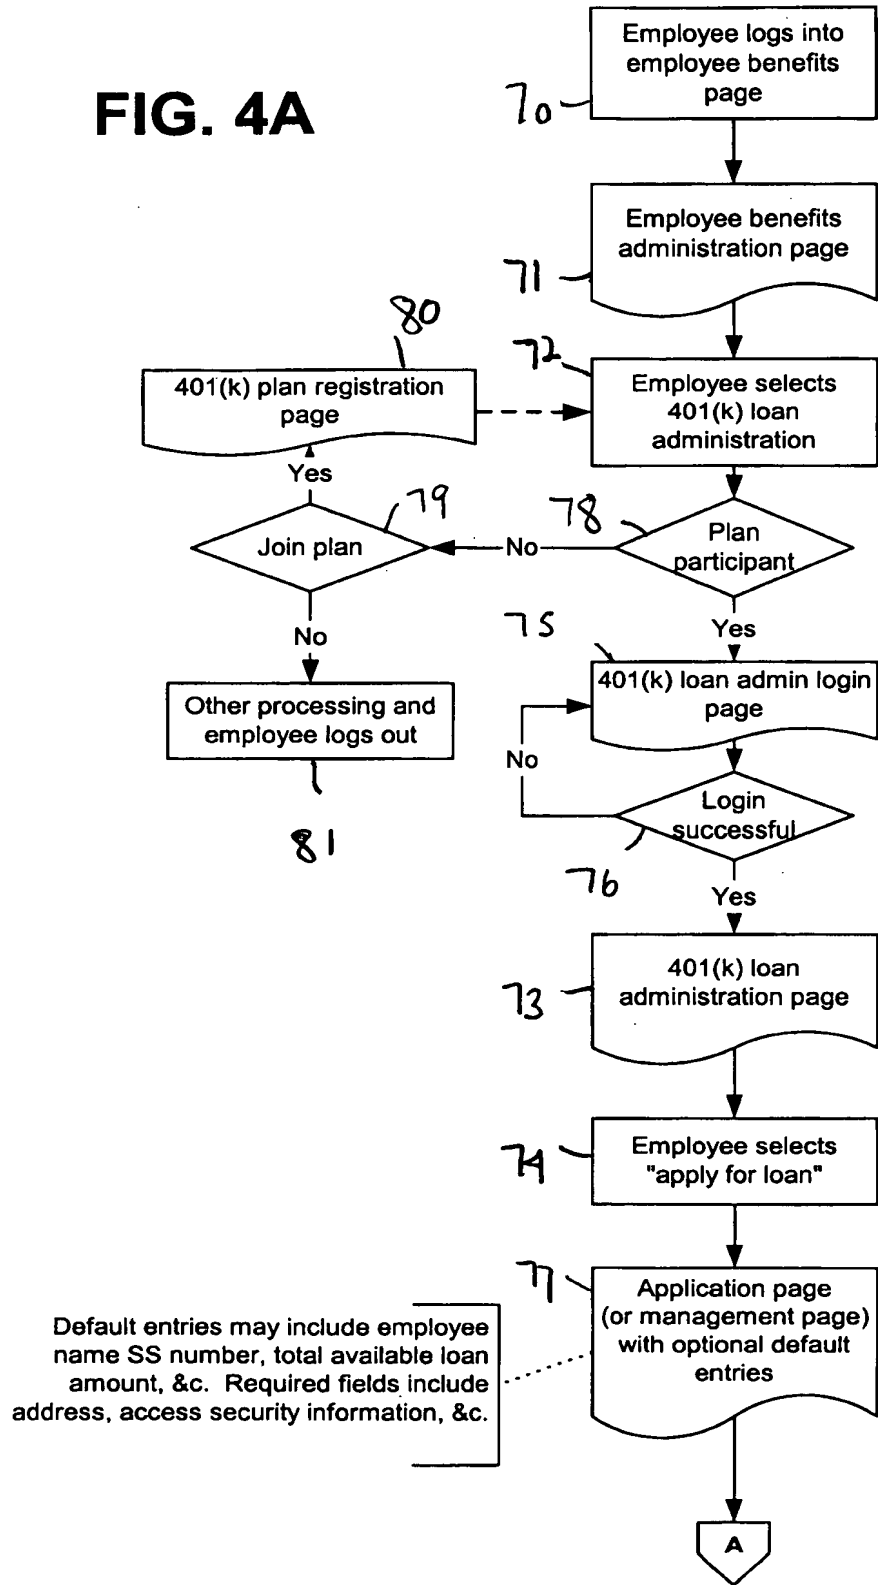 FIG. 4A
Employee logs into
employee benefits
page
70
Employee benefits
administration page
71
80
72
401(k) plan registration
page
Employee selects
401(k) loan
administration
Yes
79
78
Join plan
No
Plan
participant
No
75
Yes
401(k) loan admin login
page
Other processing and
employee logs out
No
81
Login
successful
76
Yes
401(k) loan
administration page
73
Employee selects
"apply for loan"
74
77
Application page
(or management page)
with optional default
entries
Default entries may include employee
name SS number, total available loan
amount, &c. Required fields include
address, access security information, &c.
A